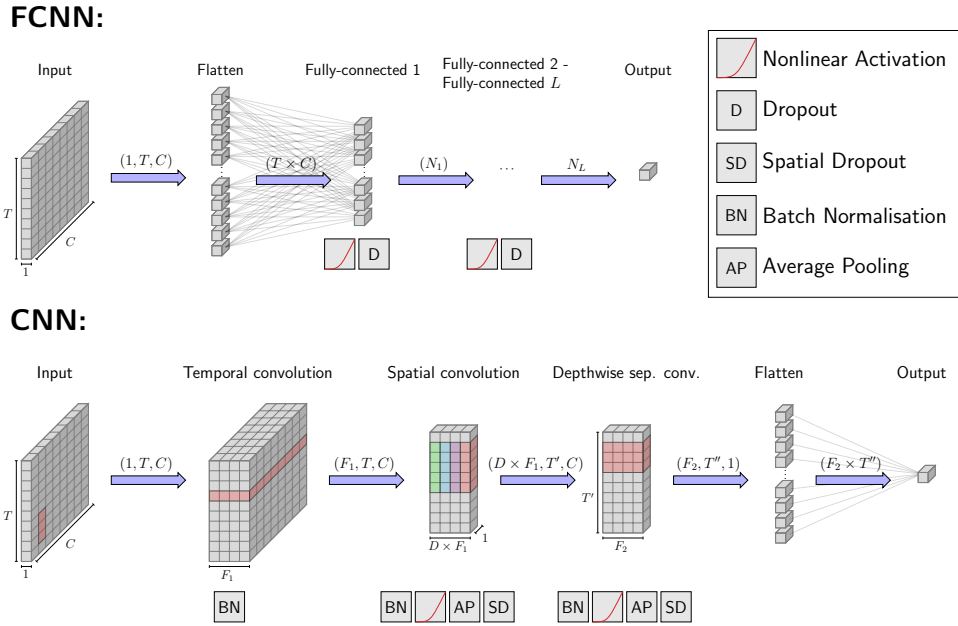 FCNN:
Input
Flatten
Fully-connected 1
Fully-connected 2 -
Fully-connected L
Output
(1, T, C)
(T × C)
(N₁)
...
N_L
T
C
1
D
D
Nonlinear Activation
D Dropout
SD Spatial Dropout
BN Batch Normalisation
AP Average Pooling
CNN:
Input
Temporal convolution
Spatial convolution
Depthwise sep. conv.
Flatten
Output
(1, T, C)
(F₁, T, C)
(D × F₁, T′, C)
(F₂, T″, 1)
(F₂ × T″)
T
C
1
F₁
D × F₁
1
T′
F₂
BN
BN AP SD
BN AP SD